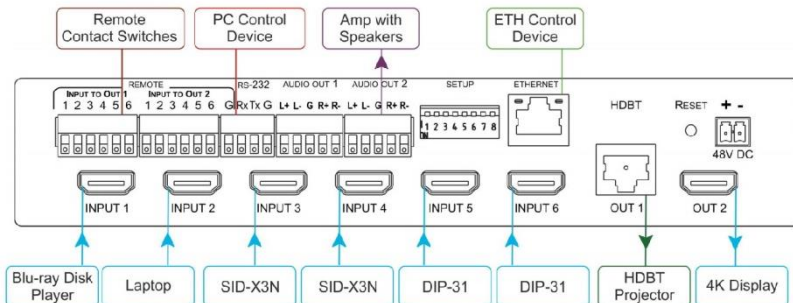 Remote
Contact Switches
PC Control
Device
Amp with
Speakers
ETH Control
Device
REMOTE
INPUT TO OUT 1
INPUT TO OUT 2
RS-232
AUDIO OUT 1
AUDIO OUT 2
SETUP
ETHERNET
HDBT
RESET
+ -
1 2 3 4 5 6
1 2 3 4 5 6
G Rx Tx G
L+ L- G R+ R-
L+ L- G R+ R-
ON
1 2 3 4 5 6 7 8
48V DC
INPUT 1
INPUT 2
INPUT 3
INPUT 4
INPUT 5
INPUT 6
OUT 1
OUT 2
Blu-ray Disk
Player
Laptop
SID-X3N
SID-X3N
DIP-31
DIP-31
HDBT
Projector
4K Display